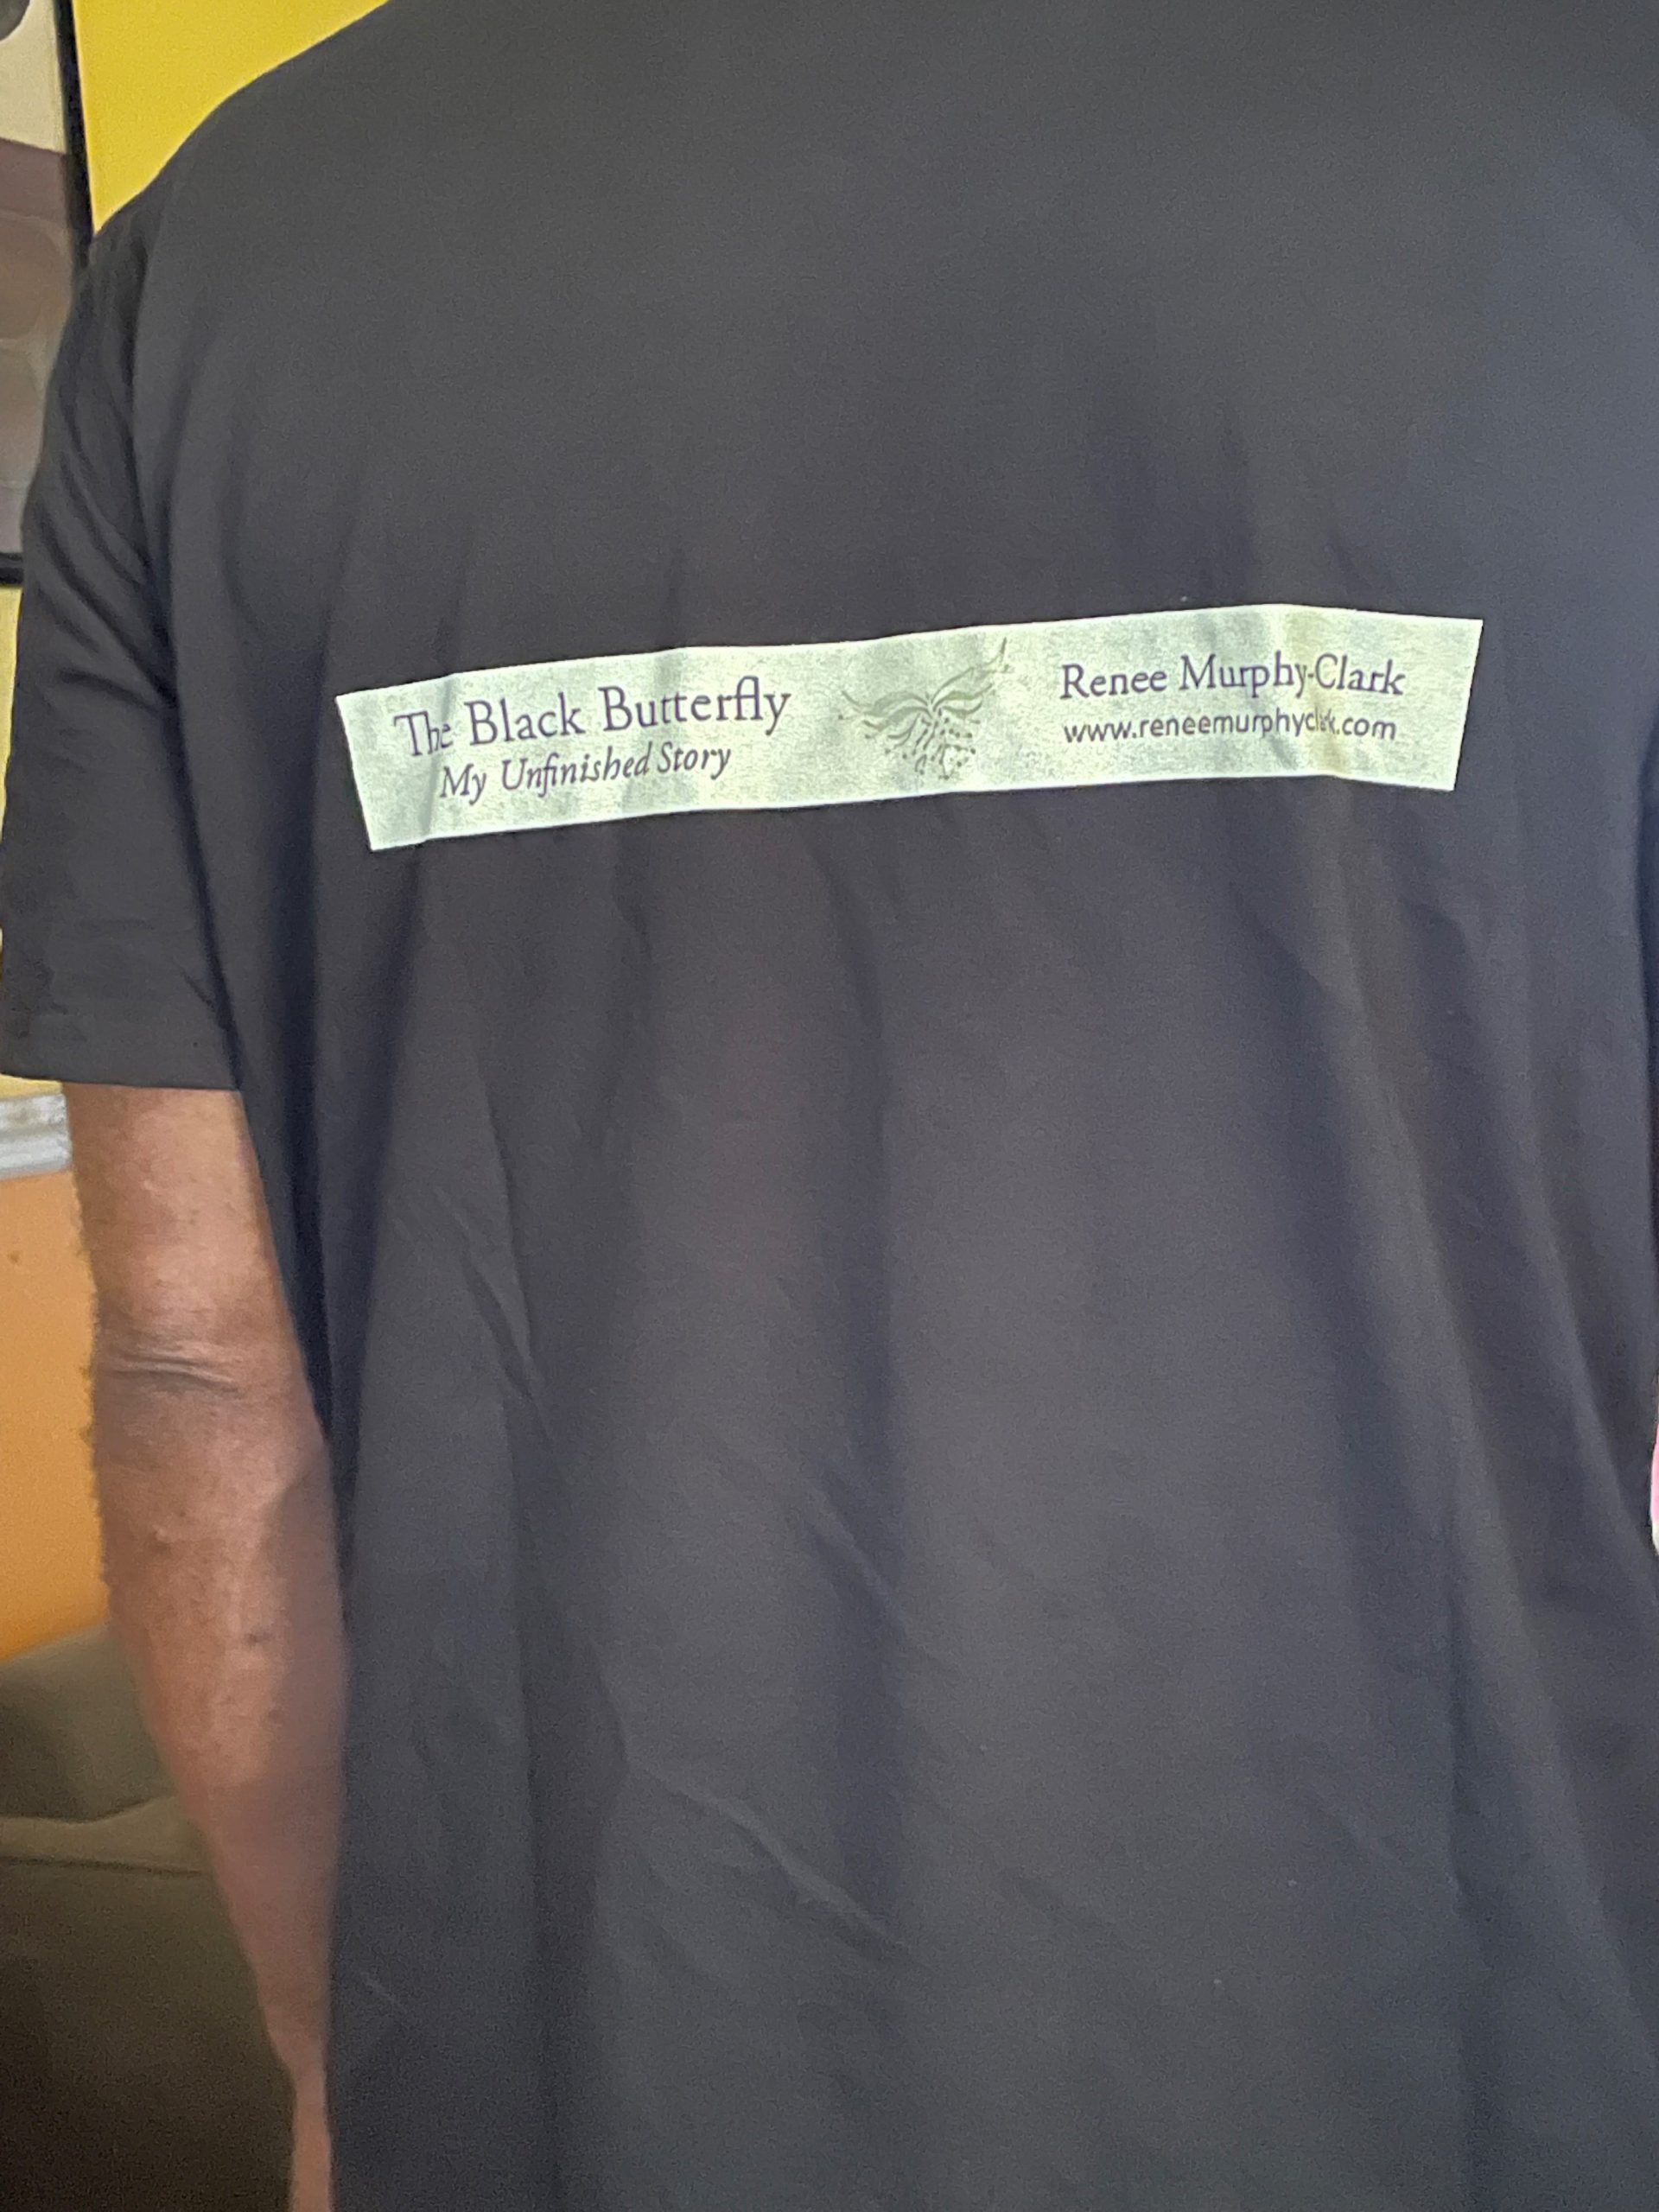 The Black Butterfly
My Unfinished Story
Renee Murphy-Clark
www.reneemurphyclark.com